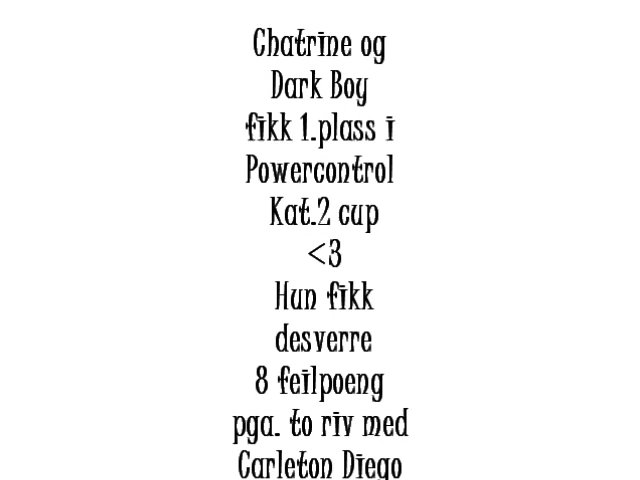 Chatrine og
Dark Boy
fikk 1.plass i
Powercontrol
Kat.2 cup
<3
Hun fikk
desverre
8 feilpoeng
pga. to riv med
Carleton Diego